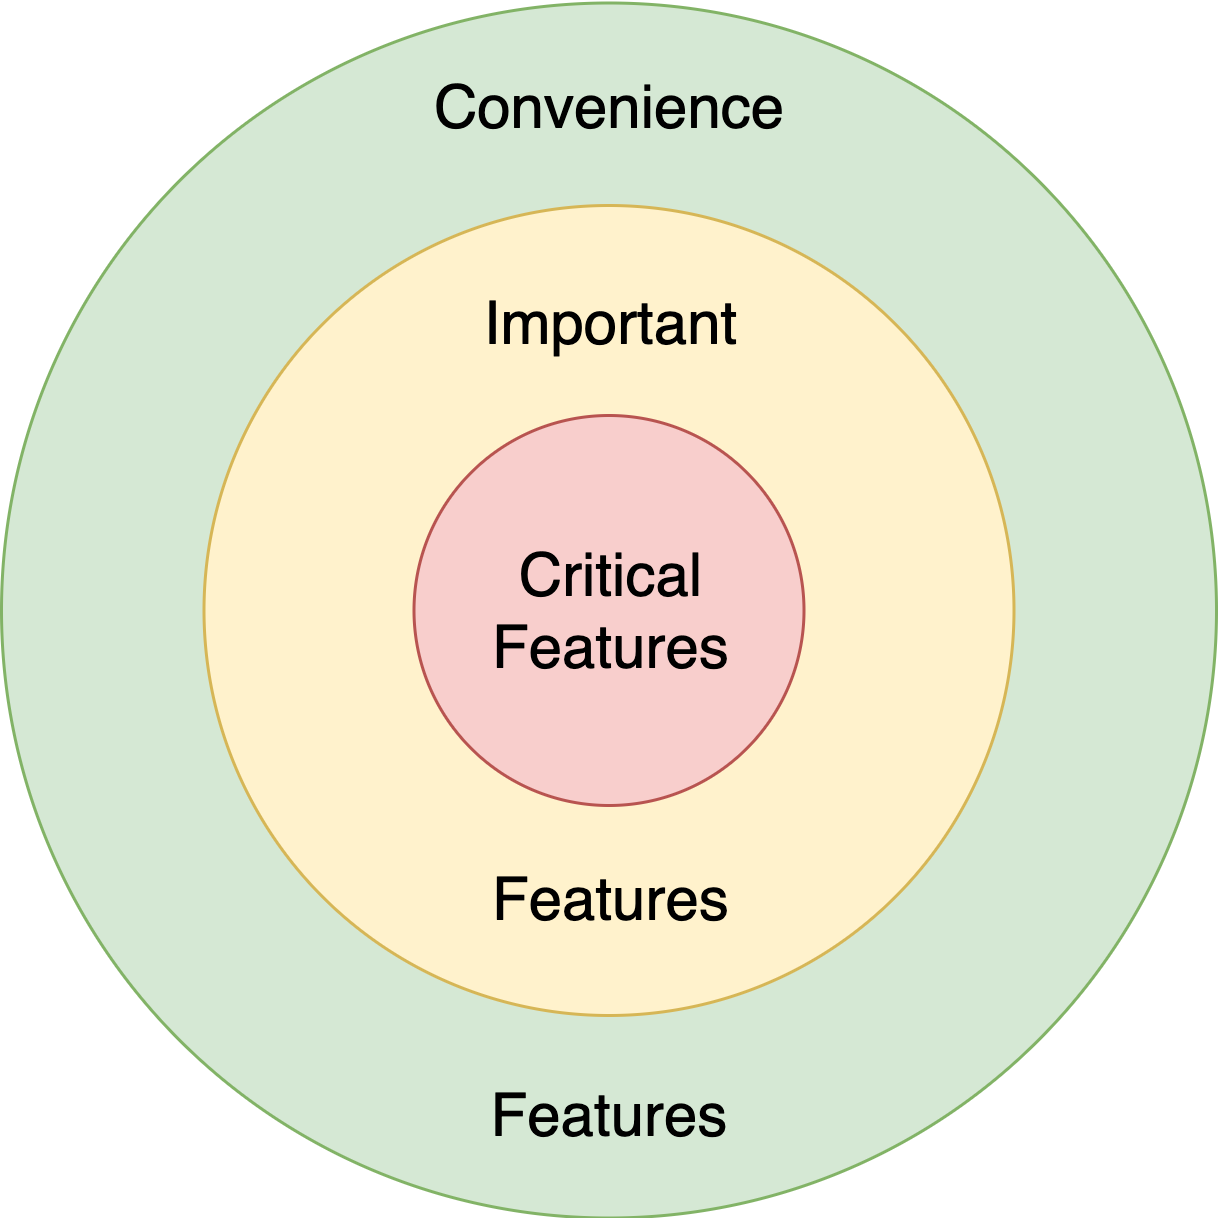 Convenience
Important
Critical
Features
Features
Features